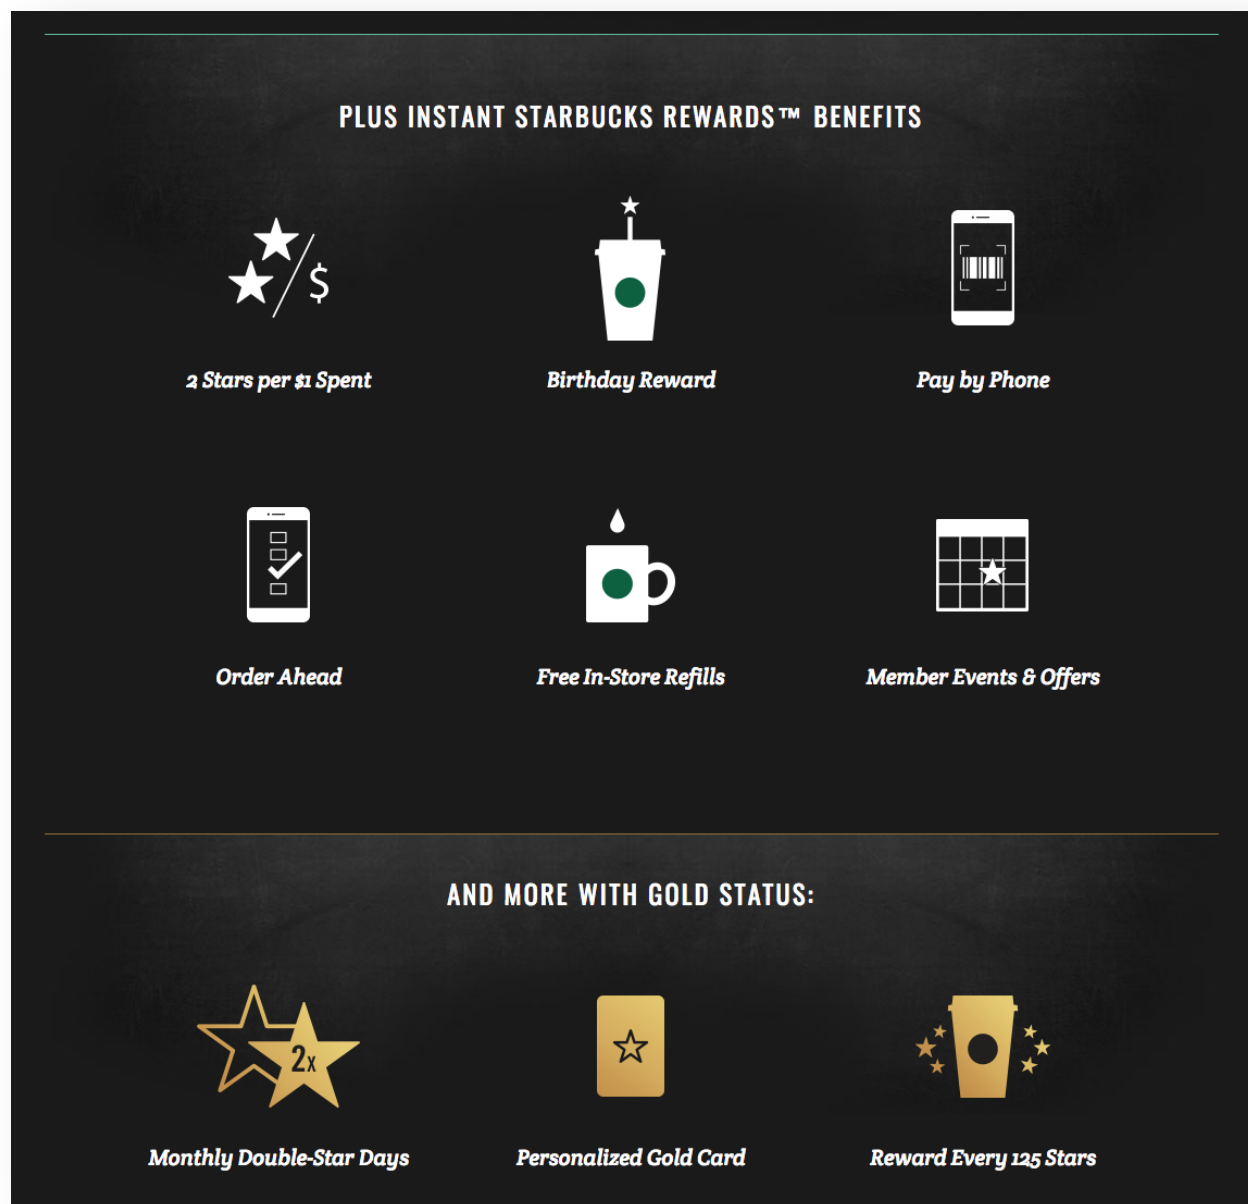 PLUS INSTANT STARBUCKS REWARDS™ BENEFITS
$
2 Stars per $1 Spent
Birthday Reward
Pay by Phone
Order Ahead
Free In-Store Refills
Member Events & Offers
AND MORE WITH GOLD STATUS:
2x
Monthly Double-Star Days
Personalized Gold Card
Reward Every 125 Stars